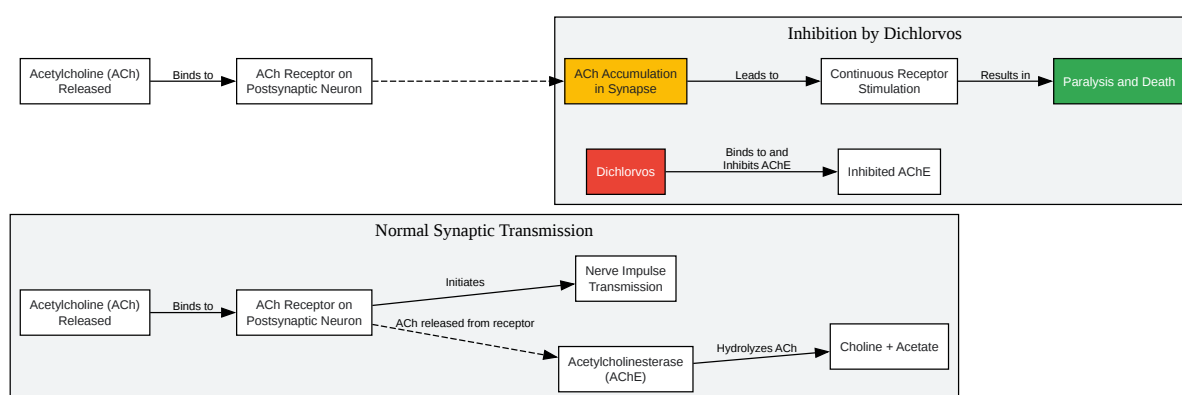 Inhibition by Dichlorvos
Acetylcholine (ACh)
Released
Binds to
ACh Receptor on
Postsynaptic Neuron
ACh Accumulation
in Synapse
Leads to
Continuous Receptor
Stimulation
Results in
Paralysis and Death
Dichlorvos
Binds to and
Inhibits AChE
Inhibited AChE
Normal Synaptic Transmission
Acetylcholine (ACh)
Released
Binds to
ACh Receptor on
Postsynaptic Neuron
Initiates
Nerve Impulse
Transmission
ACh released from receptor
Acetylcholinesterase
(AChE)
Hydrolyzes ACh
Choline + Acetate